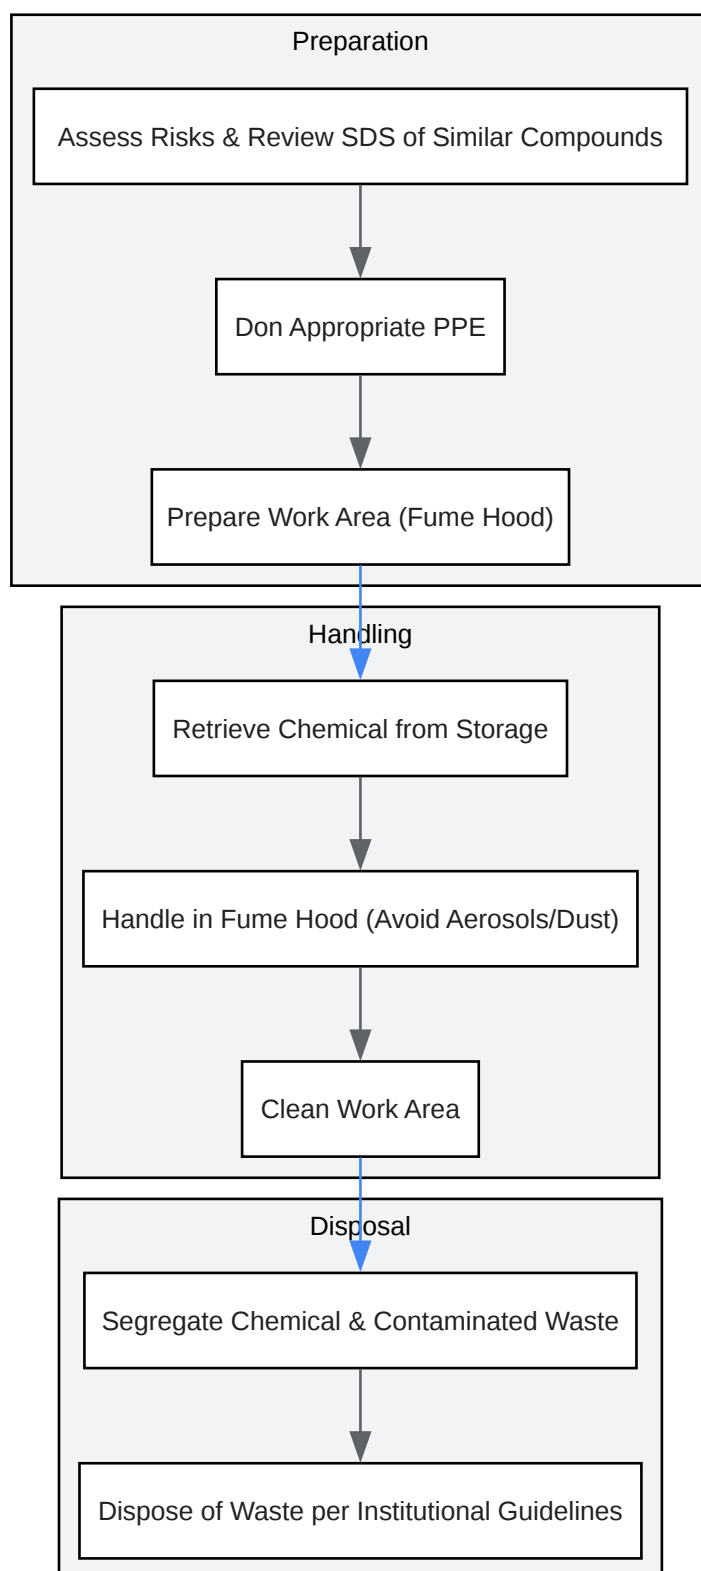 Preparation
Assess Risks & Review SDS of Similar Compounds
Don Appropriate PPE
Prepare Work Area (Fume Hood)
Handling
Retrieve Chemical from Storage
Handle in Fume Hood (Avoid Aerosols/Dust)
Clean Work Area
Disposal
Segregate Chemical & Contaminated Waste
Dispose of Waste per Institutional Guidelines